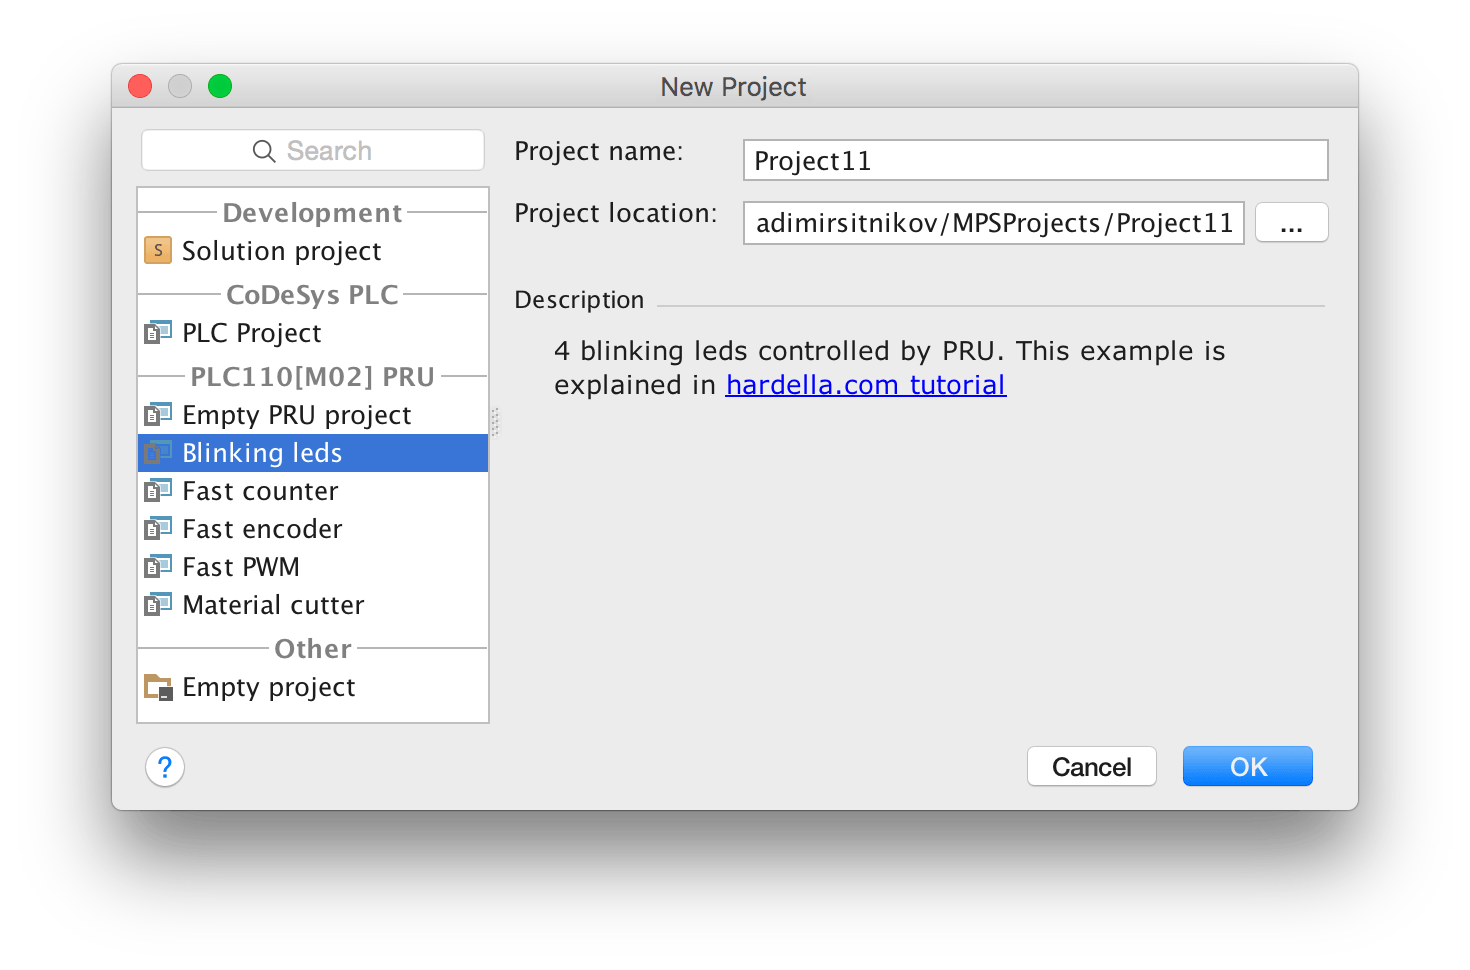 New Project
Search
Development
S
Solution project
CoDeSys PLC
PLC Project
PLC110[M02] PRU
Empty PRU project
Blinking leds
Fast counter
Fast encoder
Fast PWM
Material cutter
Other
Empty project
Project name:
Project11
Project location:
adimirsitnikov/MPSProjects/Project11
...
Description
4 blinking leds controlled by PRU. This example is
explained in hardella.com tutorial
?
Cancel
OK